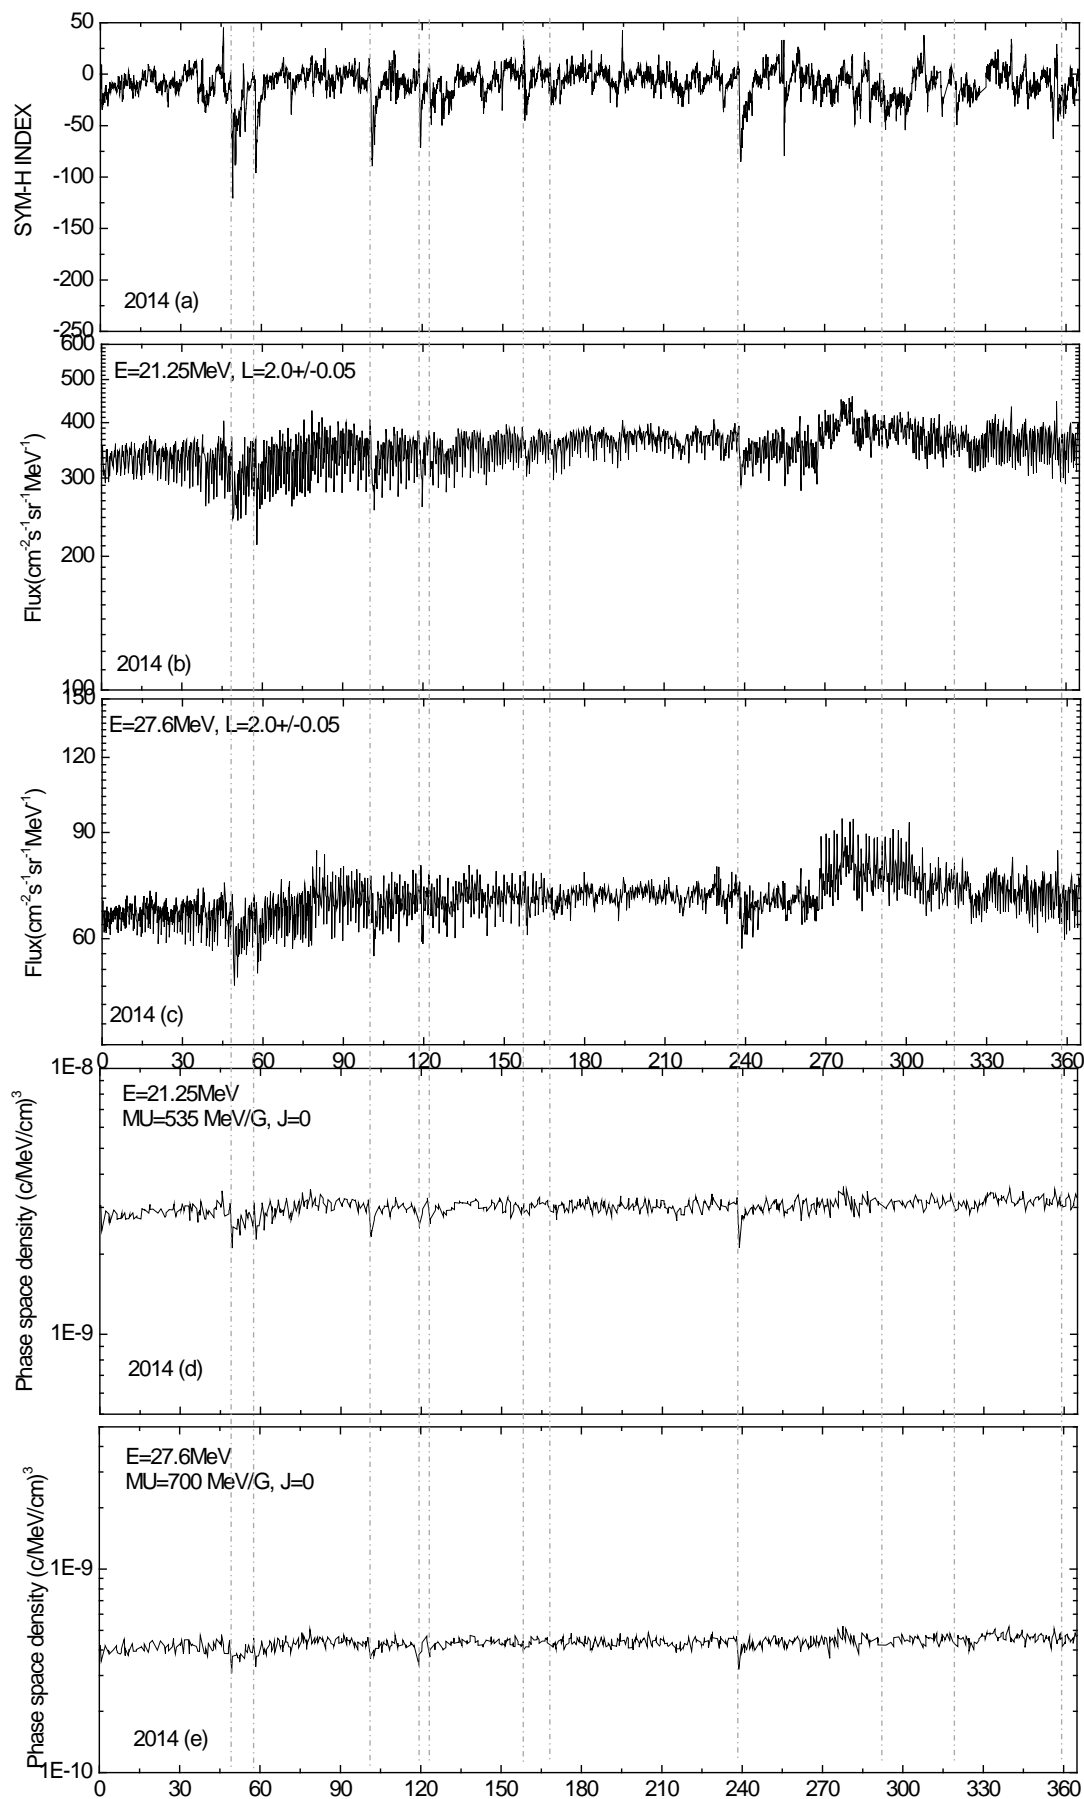 50
0
-50
-100
-150
-200
-250
SYM-H INDEX
2014 (a)
600
500
400
300
200
100
Flux(cm⁻²s⁻¹sr⁻¹MeV⁻¹)
E=21.25MeV, L=2.0+/-0.05
2014 (b)
150
120
90
60
Flux(cm⁻²s⁻¹sr⁻¹MeV⁻¹)
E=27.6MeV, L=2.0+/-0.05
2014 (c)
0 30 60 90 120 150 180 210 240 270 300 330 360
1E-8
1E-9
Phase space density (c/MeV/cm)³
E=21.25MeV
MU=535 MeV/G, J=0
2014 (d)
1E-9
1E-10
Phase space density (c/MeV/cm)³
E=27.6MeV
MU=700 MeV/G, J=0
2014 (e)
0 30 60 90 120 150 180 210 240 270 300 330 360